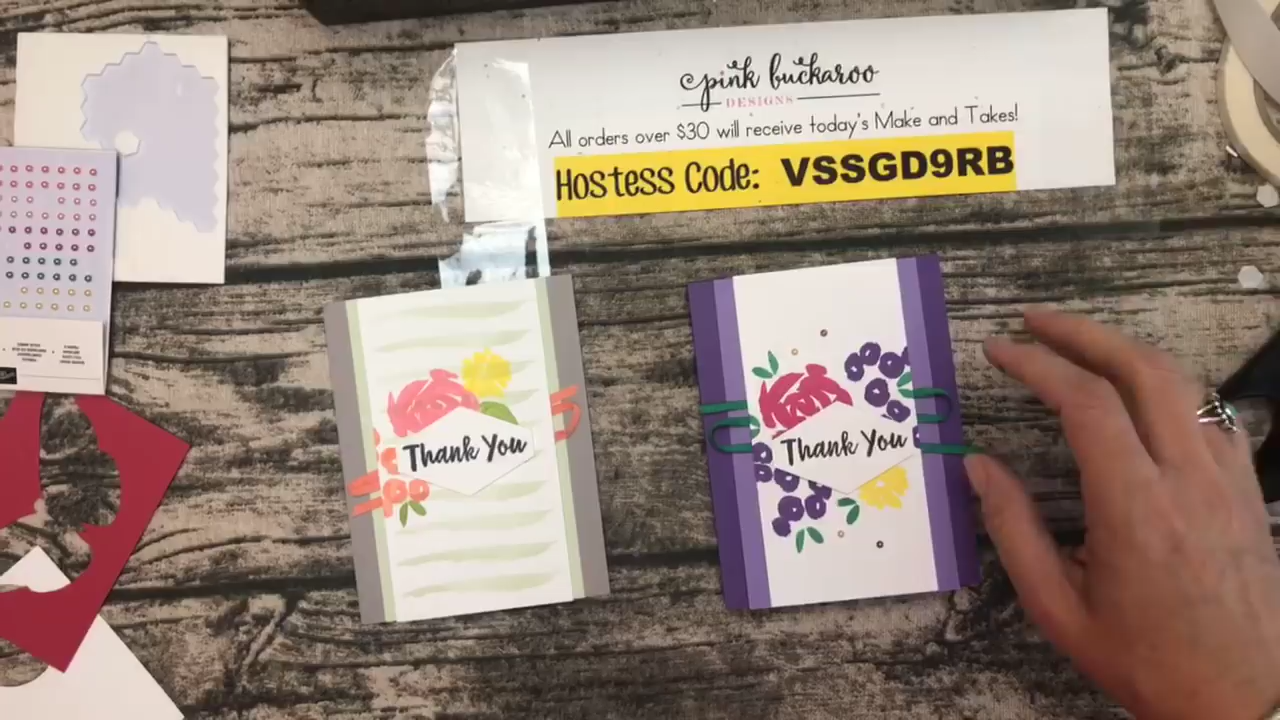 pink buckaroo
DESIGNS
All orders over $30 will receive today's Make and Takes!
Hostess Code: VSSGD9RB
Thank You
Thank You